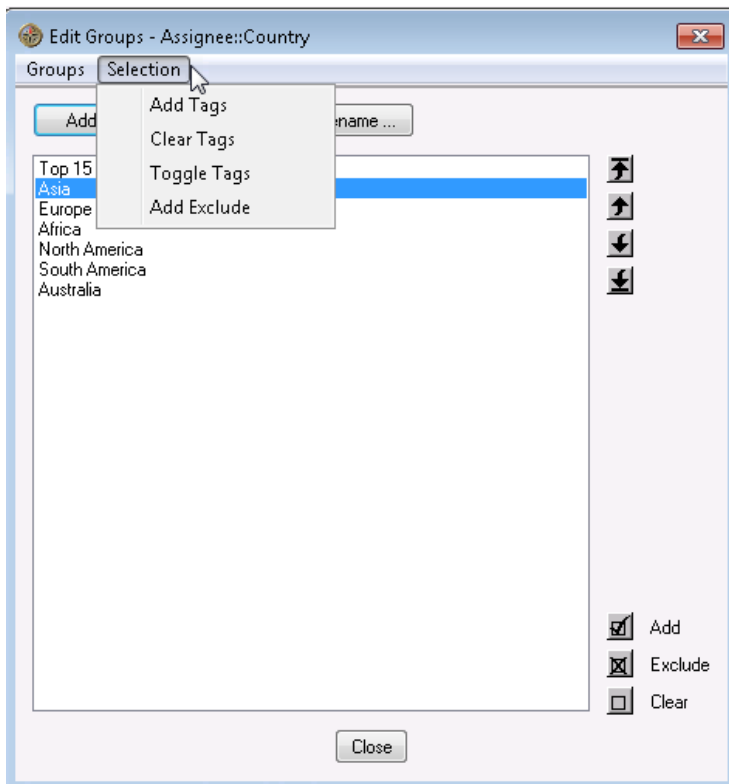 Edit Groups - Assignee::Country
Groups Selection
Add Tags
Clear Tags
Toggle Tags
Add Exclude
Add
ename ...
Top 15
Asia
Europe
Africa
North America
South America
Australia
Add
Exclude
Clear
Close